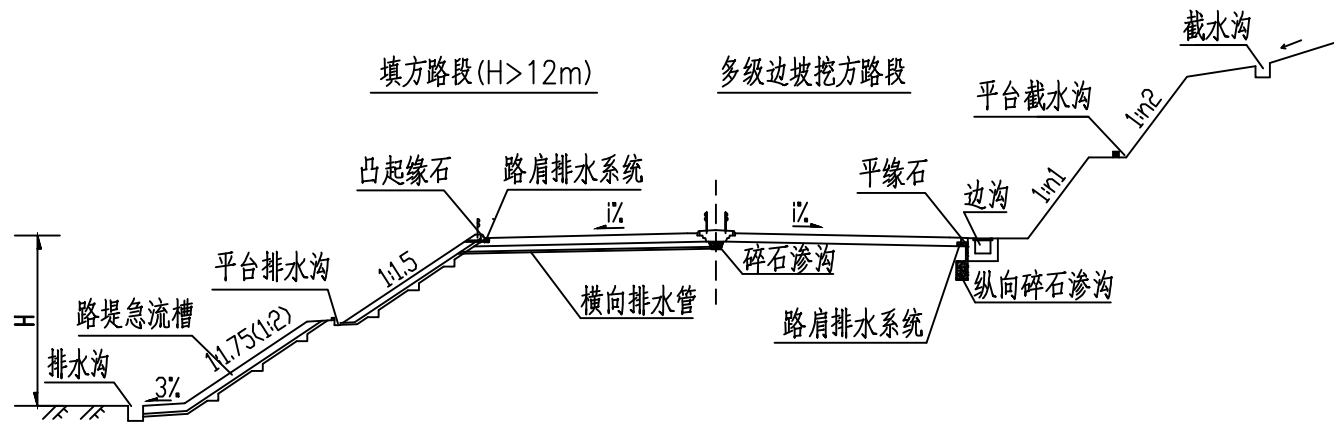 截水沟
填方路段(H>12m)
多级边坡挖方路段
平台截水沟
1:n2
凸起缘石
路肩排水系统
平缘石
边沟
1:n1
i%
i%
平台排水沟
1:1.5
碎石渗沟
纵向碎石渗沟
横向排水管
路堤急流槽
1:1.75(1:2)
H
路肩排水系统
排水沟
3%